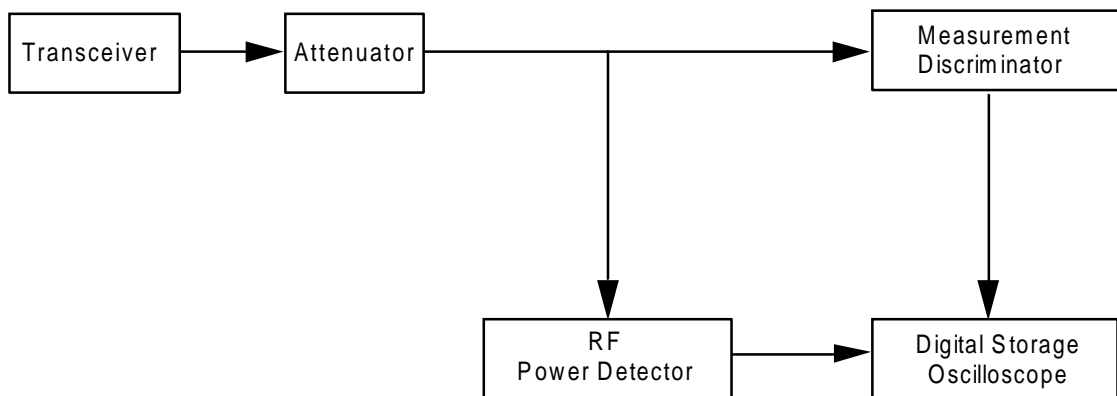 Transceiver
Attenuator
Measurement
Discriminator
RF
Power Detector
Digital Storage
Oscilloscope